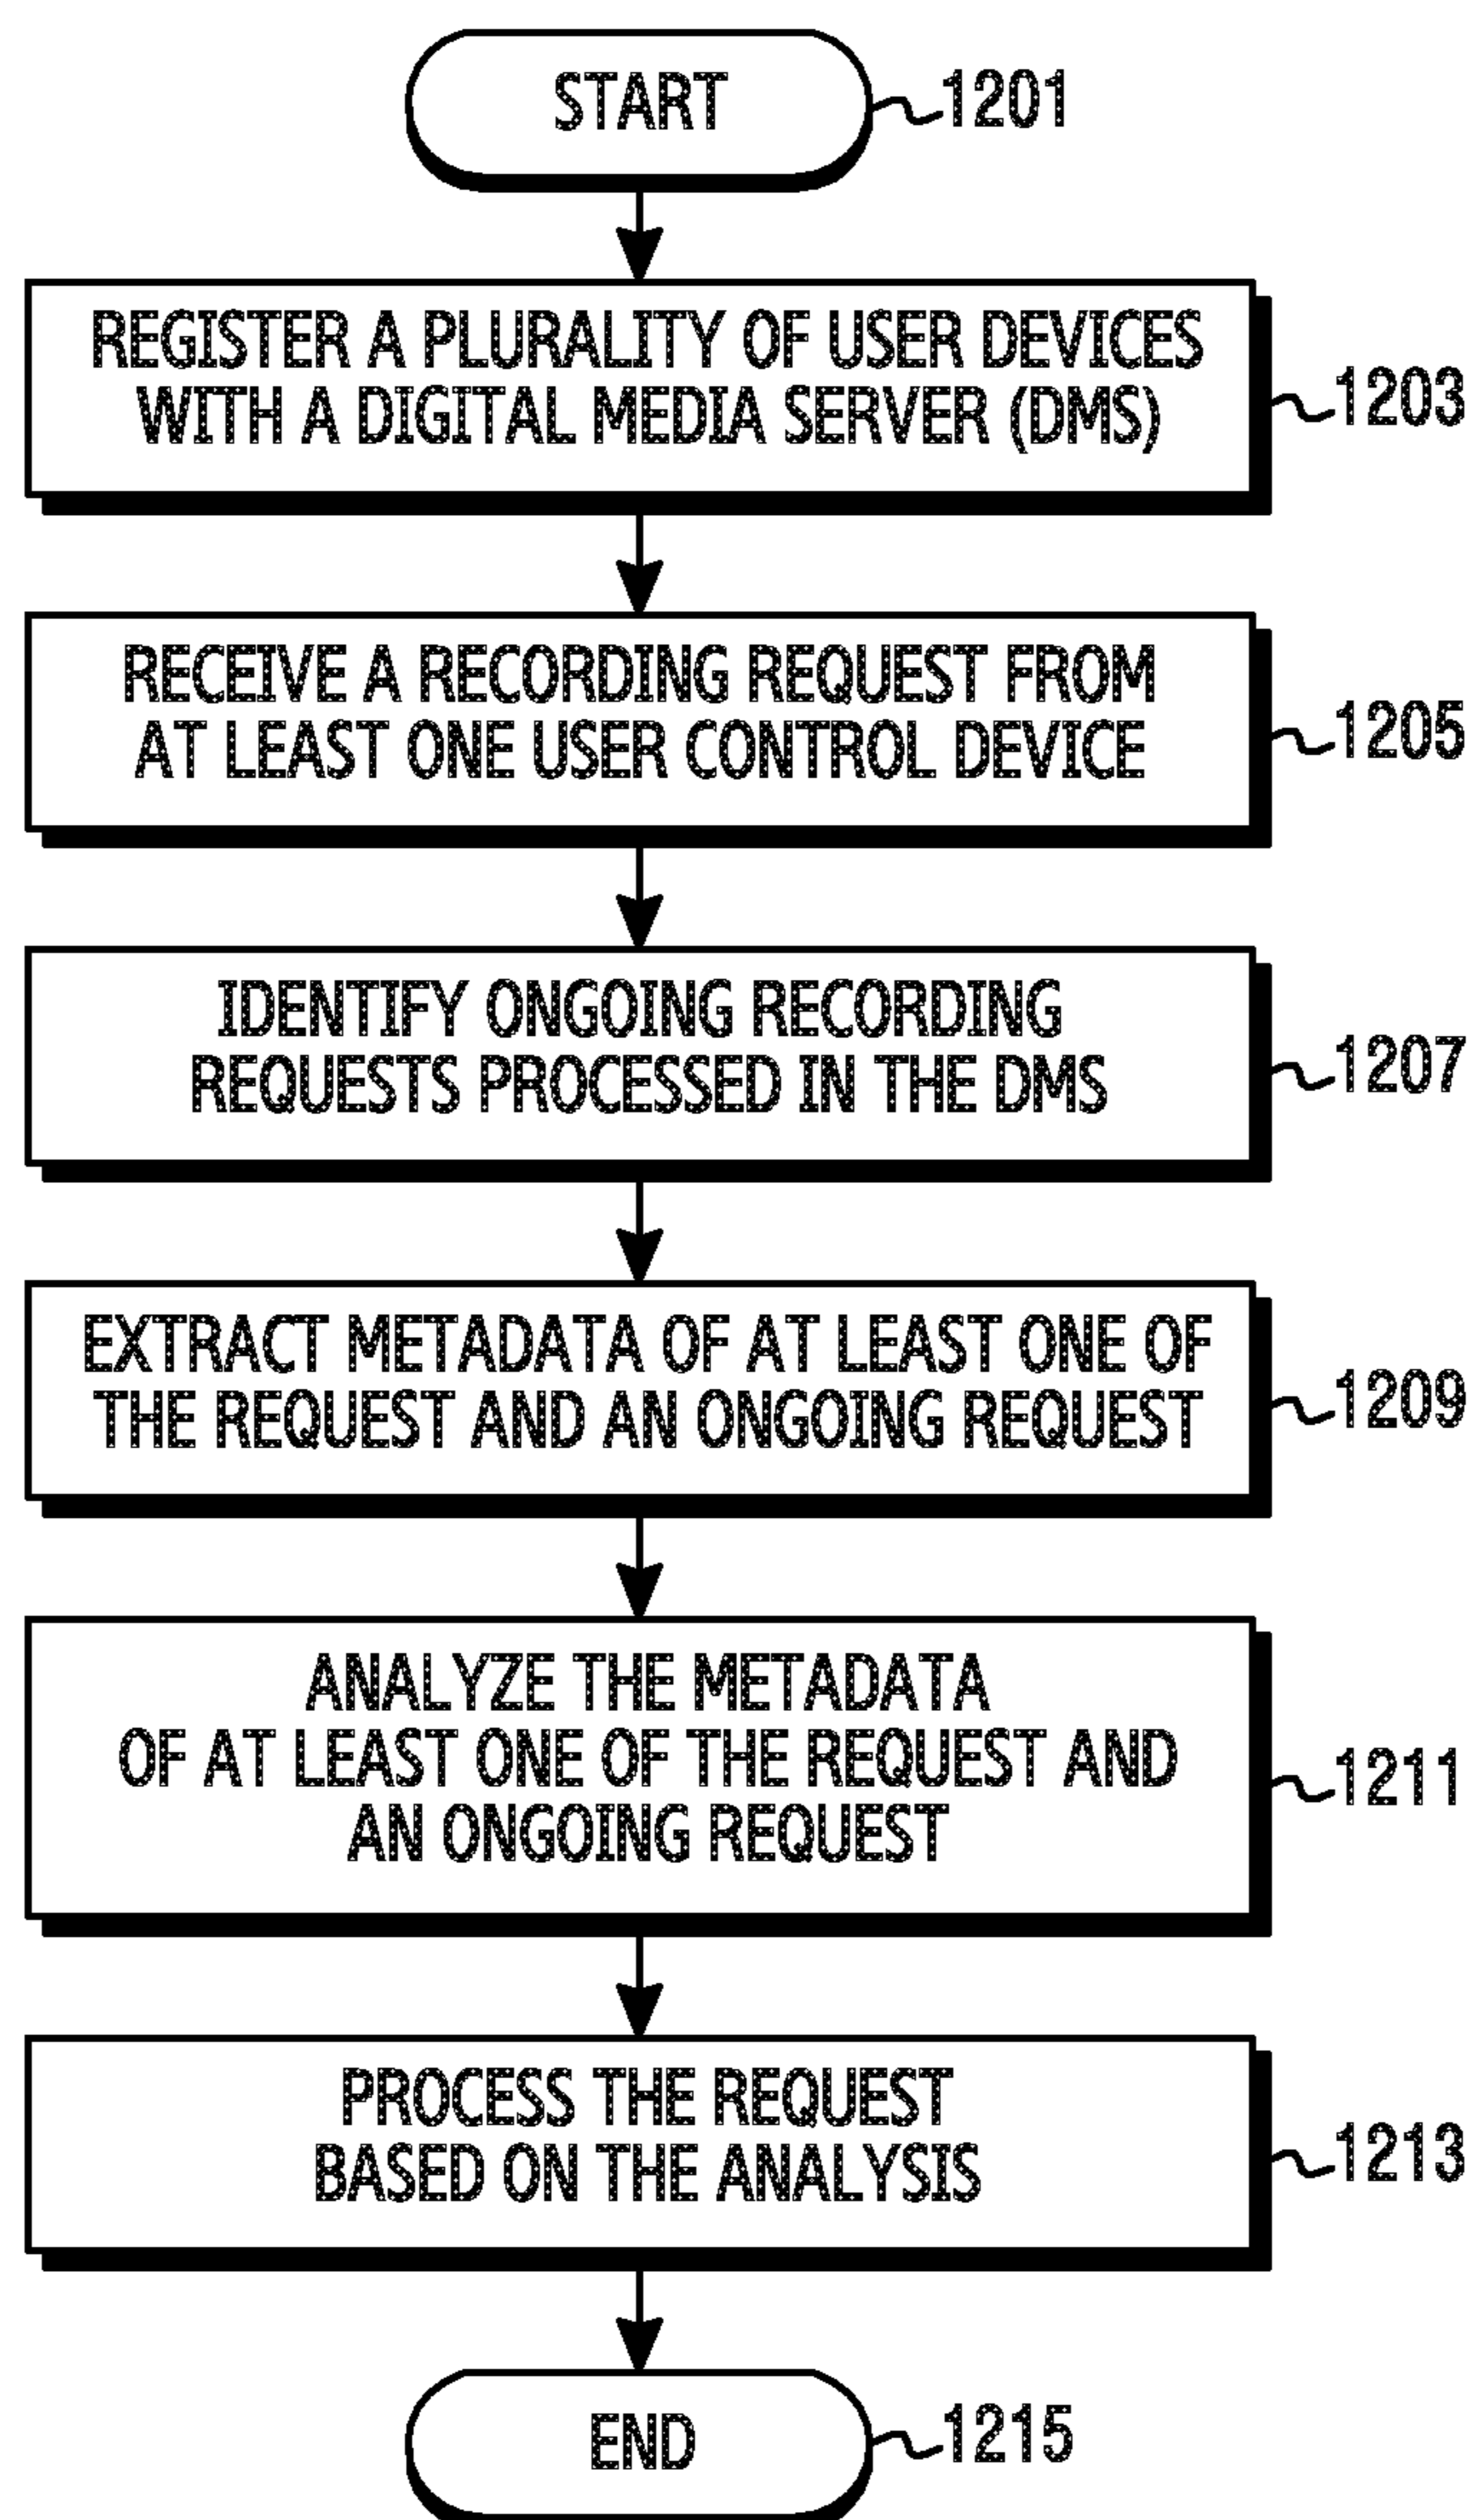 START
1201
REGISTER A PLURALITY OF USER DEVICES
WITH A DIGITAL MEDIA SERVER (DMS)
1203
RECEIVE A RECORDING REQUEST FROM
AT LEAST ONE USER CONTROL DEVICE
1205
IDENTIFY ONGOING RECORDING
REQUESTS PROCESSED IN THE DMS
1207
EXTRACT METADATA OF AT LEAST ONE OF
THE REQUEST AND AN ONGOING REQUEST
1209
ANALYZE THE METADATA
OF AT LEAST ONE OF THE REQUEST AND
AN ONGOING REQUEST
1211
PROCESS THE REQUEST
BASED ON THE ANALYSIS
1213
END
1215